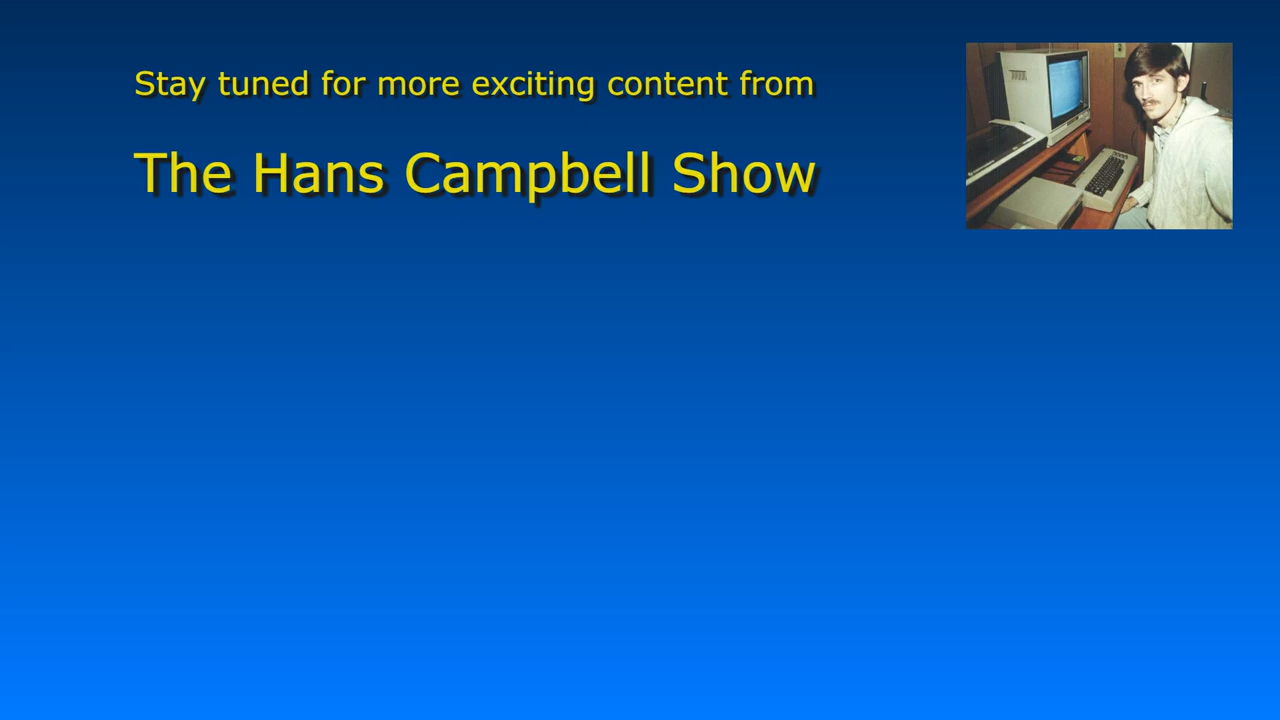 Stay tuned for more exciting content from
The Hans Campbell Show